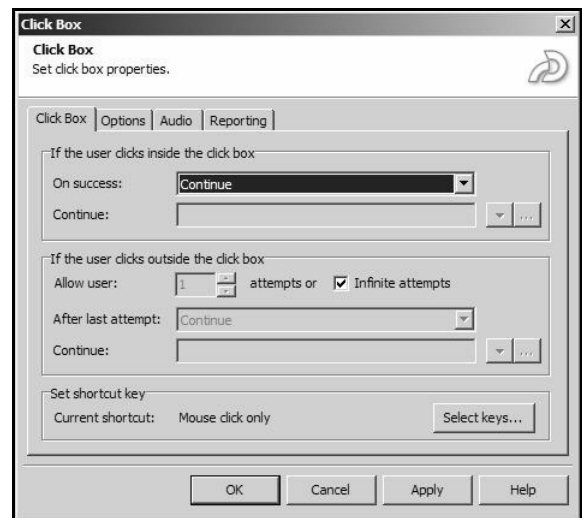 Click Box
Click Box
Set click box properties.
Click Box Options Audio Reporting
If the user clicks inside the click box
On success: Continue
Continue: ...
If the user clicks outside the click box
Allow user: 1 attempts or Infinite attempts
After last attempt: Continue
Continue: ...
Set shortcut key
Current shortcut: Mouse click only Select keys...
OK Cancel Apply Help